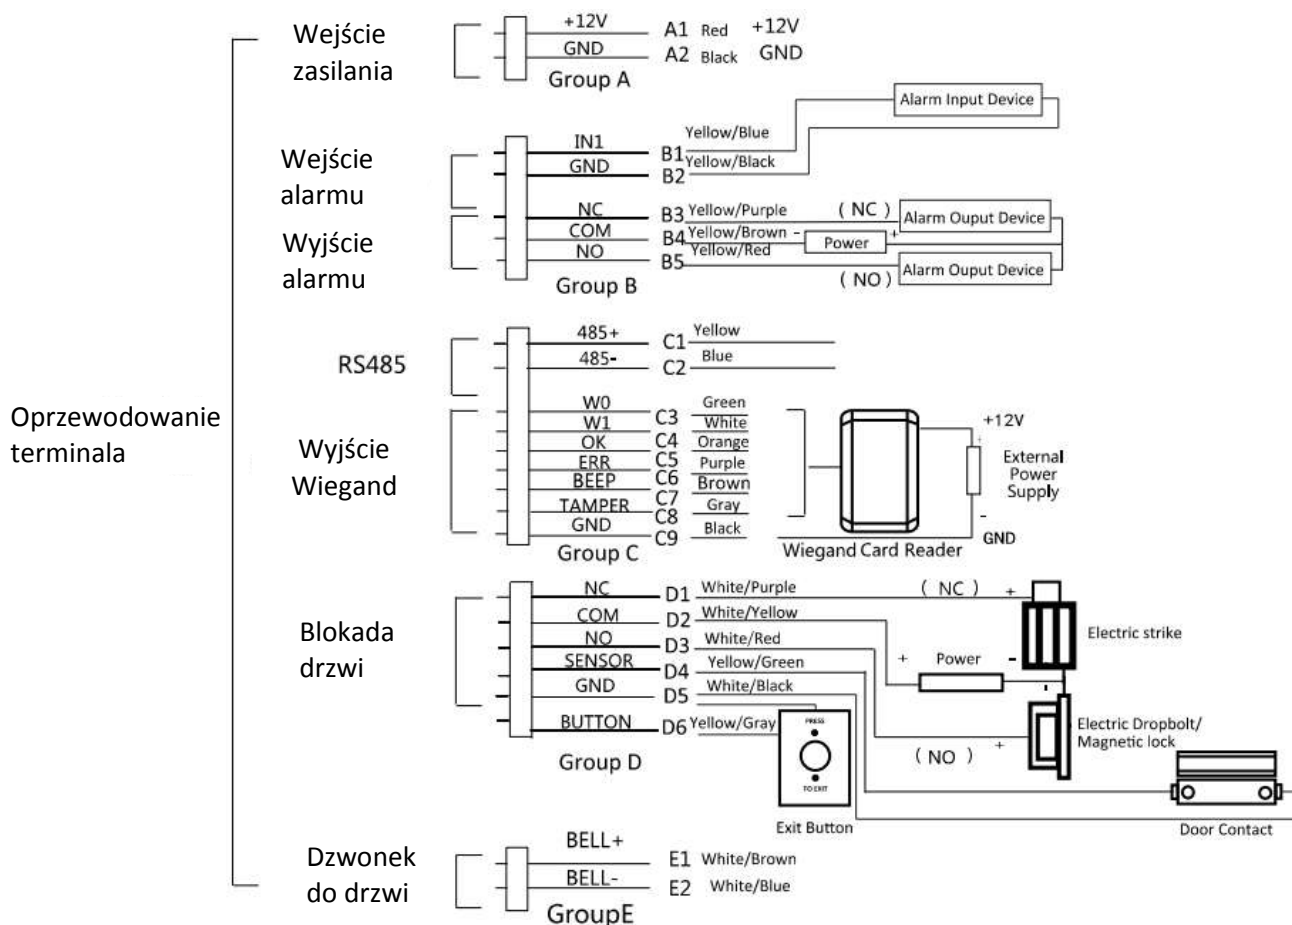 Oprzewodowanie
terminala
Wejście
zasilania
+12V
GND
Group A
A1 Red +12V
A2 Black GND
Wejście
alarmu
Wyjście
alarmu
IN1
GND
NC
COM
NO
Group B
B1 Yellow/Blue
B2 Yellow/Black
B3 Yellow/Purple
B4 Yellow/Brown
B5 Yellow/Red
Alarm Input Device
( NC )
Alarm Ouput Device
- Power +
( NO )
Alarm Ouput Device
RS485
485+
485-
C1 Yellow
C2 Blue
Wyjście
Wiegand
W0
W1
OK
ERR
BEEP
TAMPER
GND
Group C
C3 Green
C4 White
C5 Orange
C6 Purple
C7 Brown
C8 Gray
C9 Black
Wiegand Card Reader
+12V
+
External
Power
Supply
-
GND
Blokada
drzwi
NC
COM
NO
SENSOR
GND
BUTTON
Group D
D1 White/Purple
D2 White/Yellow
D3 White/Red
D4 Yellow/Green
D5 White/Black
D6 Yellow/Gray
( NC ) +
Electric strike
+ Power -
-
Electric Dropbolt/
Magnetic lock
( NO ) +
PRESS
TO EXIT
Exit Button
Door Contact
Dzwonek
do drzwi
BELL+
BELL-
GroupE
E1 White/Brown
E2 White/Blue